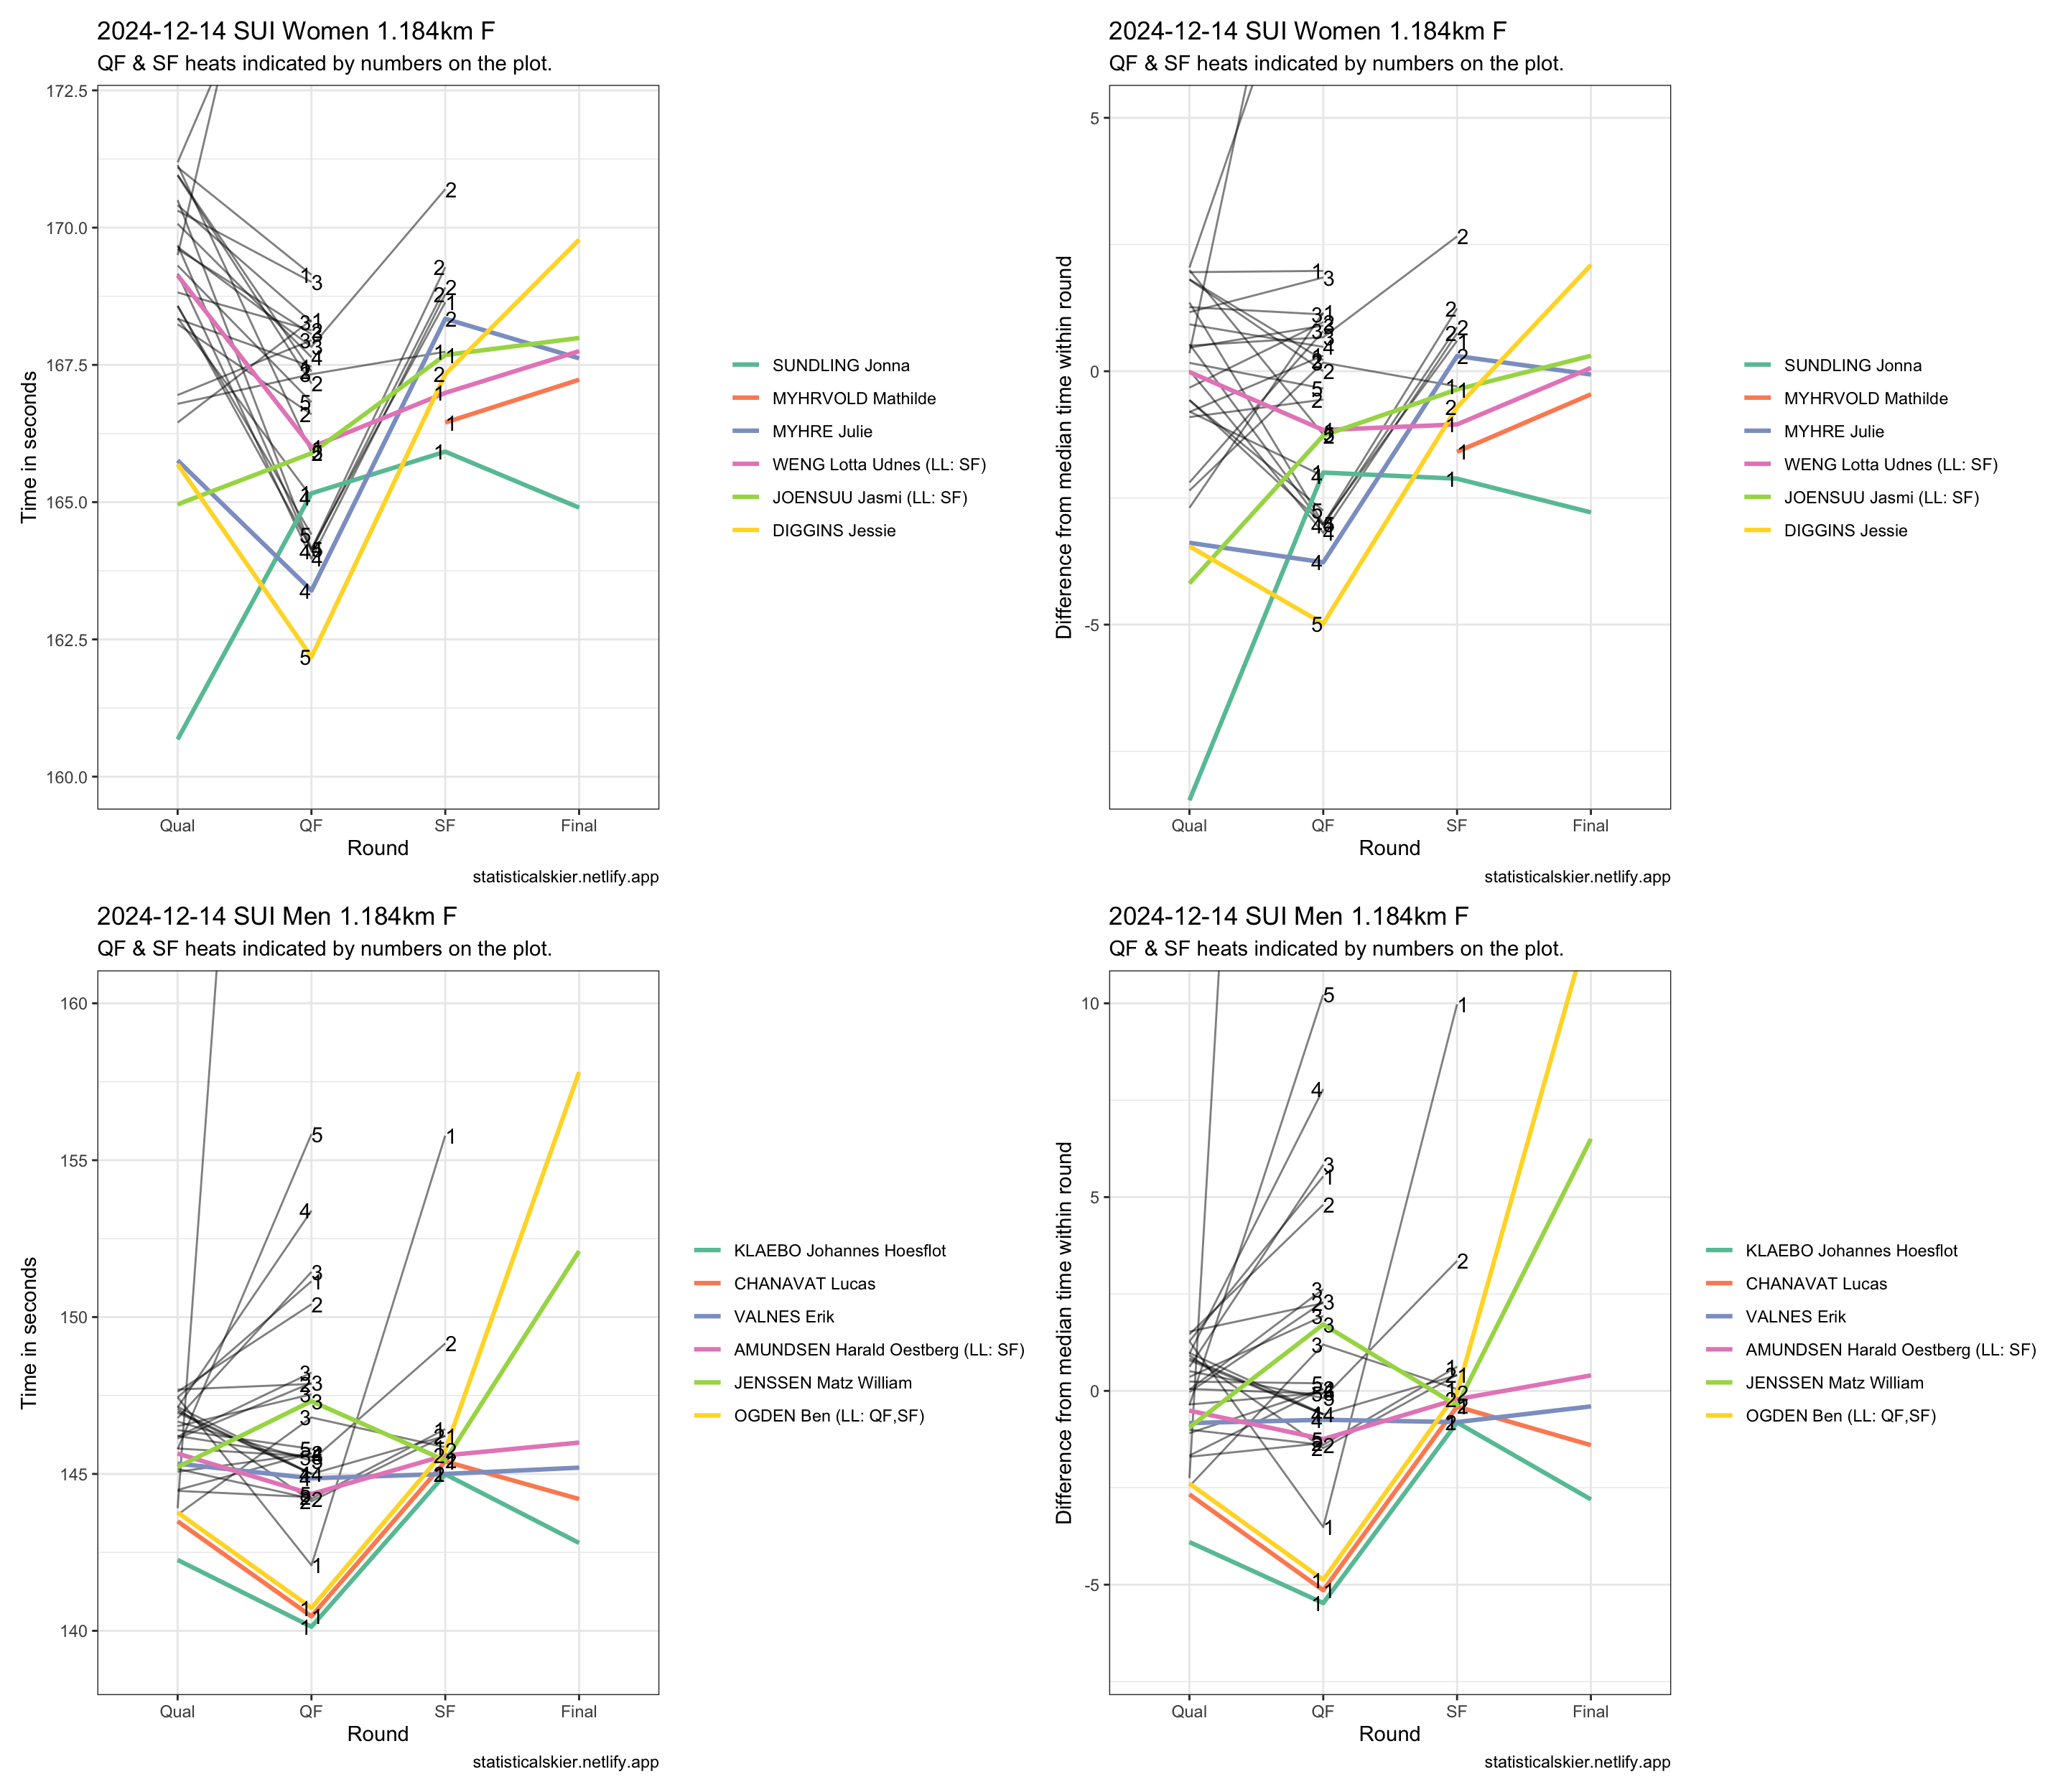 2024-12-14 SUI Women 1.184km F
QF & SF heats indicated by numbers on the plot.
Time in seconds
172.5
170.0
167.5
165.0
162.5
160.0
Qual QF SF Final
Round
SUNDLING Jonna
MYHRVOLD Mathilde
MYHRE Julie
WENG Lotta Udnes (LL: SF)
JOENSUU Jasmi (LL: SF)
DIGGINS Jessie
statisticalskier.netlify.app
2024-12-14 SUI Women 1.184km F
QF & SF heats indicated by numbers on the plot.
Difference from median time within round
5
0
-5
Qual QF SF Final
Round
SUNDLING Jonna
MYHRVOLD Mathilde
MYHRE Julie
WENG Lotta Udnes (LL: SF)
JOENSUU Jasmi (LL: SF)
DIGGINS Jessie
statisticalskier.netlify.app
2024-12-14 SUI Men 1.184km F
QF & SF heats indicated by numbers on the plot.
Time in seconds
160
155
150
145
140
Qual QF SF Final
Round
KLAEBO Johannes Hoesflot
CHANAVAT Lucas
VALNES Erik
AMUNDSEN Harald Oestberg (LL: SF)
JENSSEN Matz William
OGDEN Ben (LL: QF,SF)
statisticalskier.netlify.app
2024-12-14 SUI Men 1.184km F
QF & SF heats indicated by numbers on the plot.
Difference from median time within round
10
5
0
-5
Qual QF SF Final
Round
KLAEBO Johannes Hoesflot
CHANAVAT Lucas
VALNES Erik
AMUNDSEN Harald Oestberg (LL: SF)
JENSSEN Matz William
OGDEN Ben (LL: QF,SF)
statisticalskier.netlify.app